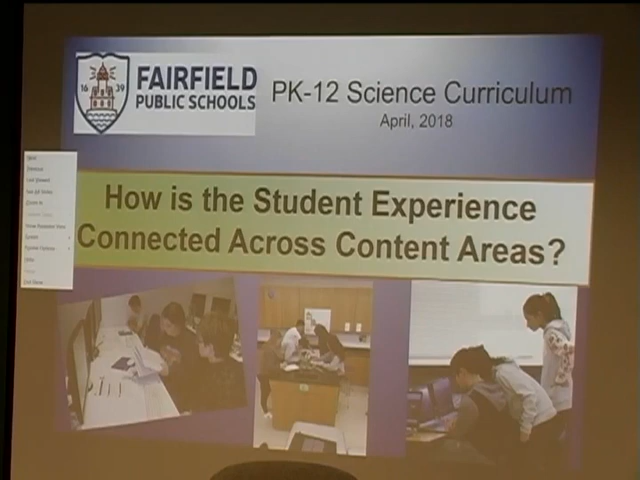 FAIRFIELD
PUBLIC SCHOOLS
16 39
PK-12 Science Curriculum
April, 2018
How is the Student Experience
Connected Across Content Areas?